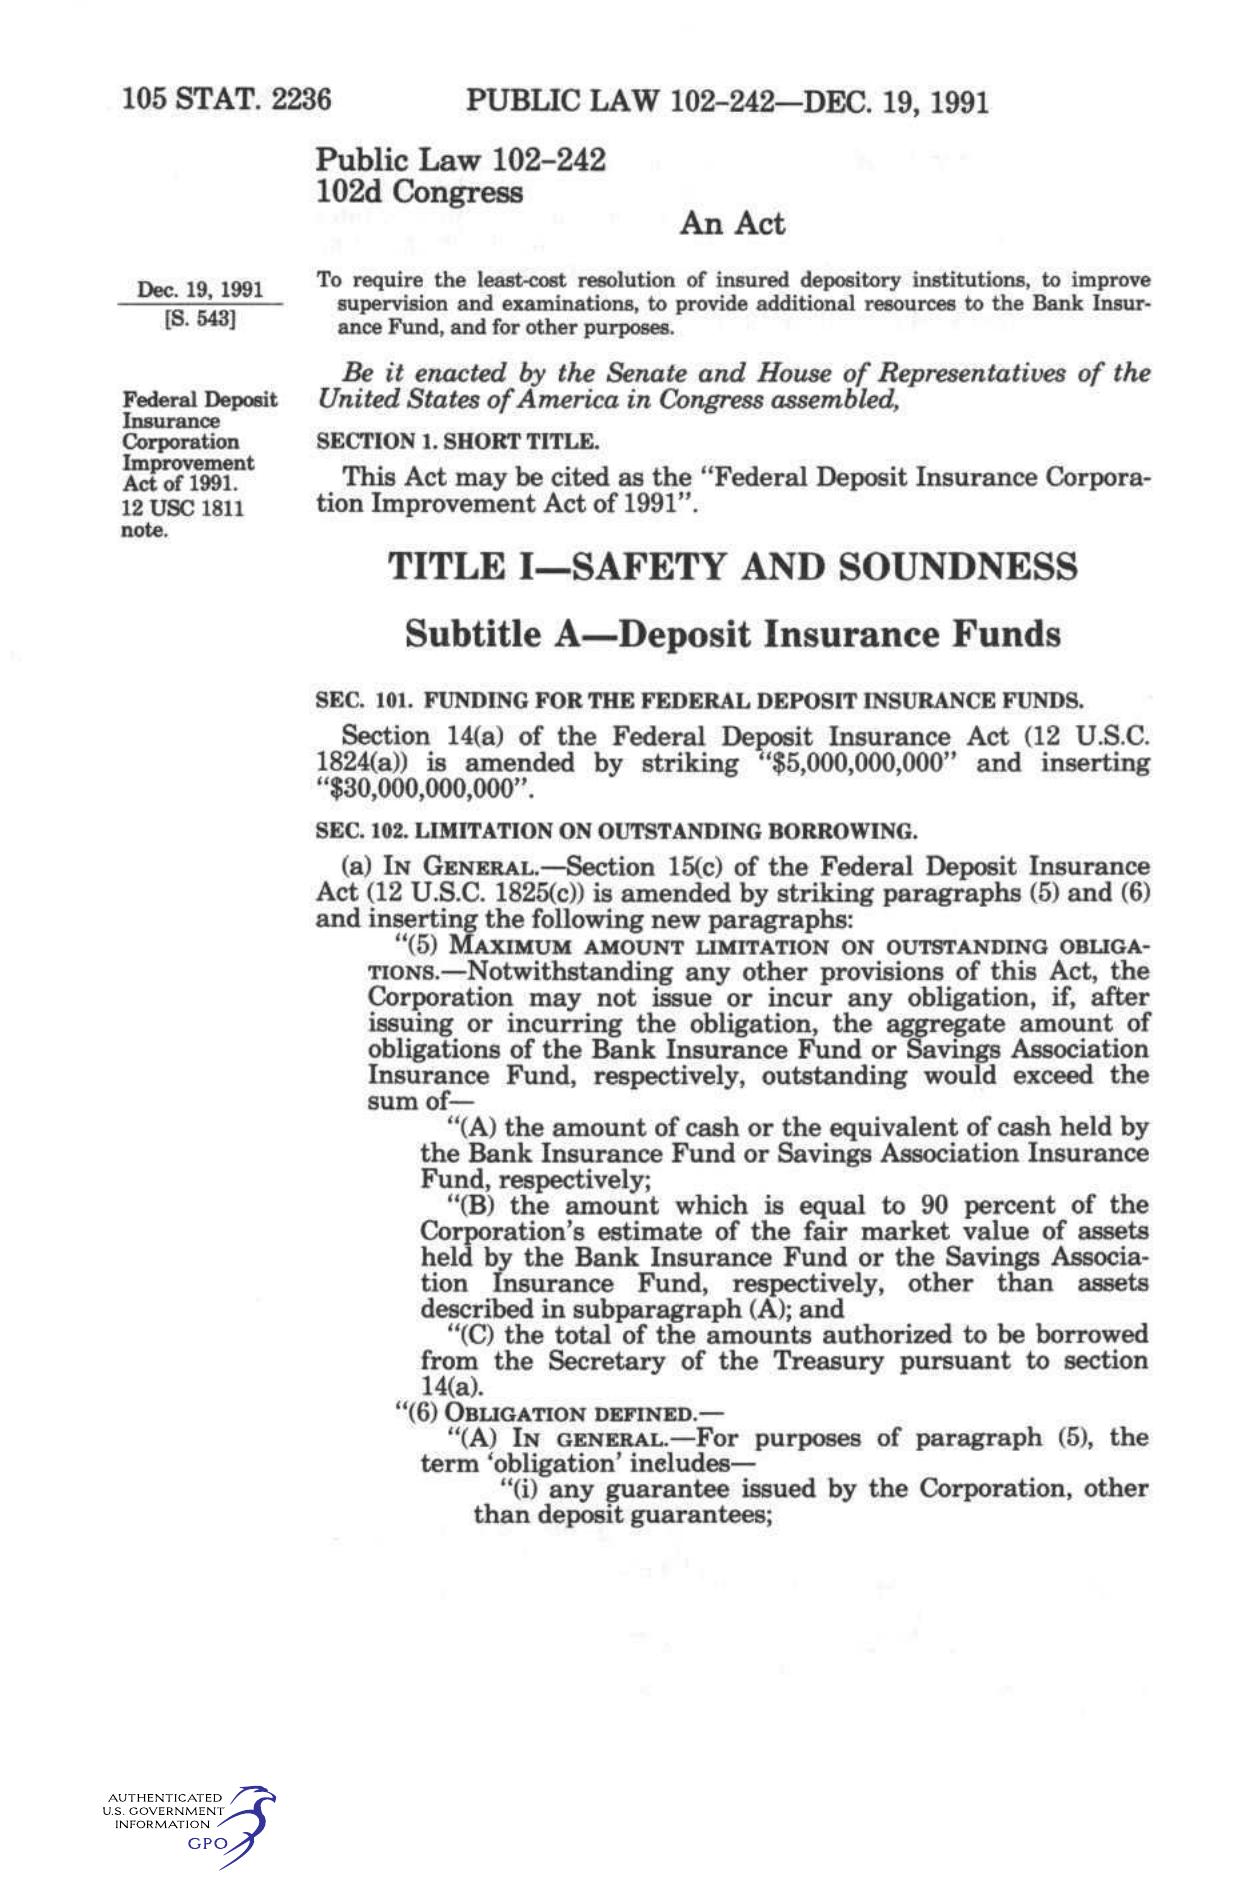 105 STAT. 2236 PUBLIC LAW 102–242—DEC. 19, 1991
Public Law 102–242
102d Congress
An Act
Dec. 19, 1991
[S. 543]
To require the least-cost resolution of insured depository institutions, to improve
supervision and examinations, to provide additional resources to the Bank Insur-
ance Fund, and for other purposes.
Be it enacted by the Senate and House of Representatives of the
United States of America in Congress assembled,
Federal Deposit
Insurance
Corporation
Improvement
Act of 1991.
12 USC 1811
note.
SECTION 1. SHORT TITLE.
This Act may be cited as the “Federal Deposit Insurance Corpora-
tion Improvement Act of 1991”.
TITLE I—SAFETY AND SOUNDNESS
Subtitle A—Deposit Insurance Funds
SEC. 101. FUNDING FOR THE FEDERAL DEPOSIT INSURANCE FUNDS.
Section 14(a) of the Federal Deposit Insurance Act (12 U.S.C.
1824(a)) is amended by striking “$5,000,000,000” and inserting
“$30,000,000,000”.
SEC. 102. LIMITATION ON OUTSTANDING BORROWING.
(a) IN GENERAL.—Section 15(c) of the Federal Deposit Insurance
Act (12 U.S.C. 1825(c)) is amended by striking paragraphs (5) and (6)
and inserting the following new paragraphs:
“(5) MAXIMUM AMOUNT LIMITATION ON OUTSTANDING OBLIGA-
TIONS.—Notwithstanding any other provisions of this Act, the
Corporation may not issue or incur any obligation, if, after
issuing or incurring the obligation, the aggregate amount of
obligations of the Bank Insurance Fund or Savings Association
Insurance Fund, respectively, outstanding would exceed the
sum of—
“(A) the amount of cash or the equivalent of cash held by
the Bank Insurance Fund or Savings Association Insurance
Fund, respectively;
“(B) the amount which is equal to 90 percent of the
Corporation’s estimate of the fair market value of assets
held by the Bank Insurance Fund or the Savings Associa-
tion Insurance Fund, respectively, other than assets
described in subparagraph (A); and
“(C) the total of the amounts authorized to be borrowed
from the Secretary of the Treasury pursuant to section
14(a).
“(6) OBLIGATION DEFINED.—
“(A) IN GENERAL.—For purposes of paragraph (5), the
term ‘obligation’ includes—
“(i) any guarantee issued by the Corporation, other
than deposit guarantees;
AUTHENTICATED
U.S. GOVERNMENT
INFORMATION
GPO